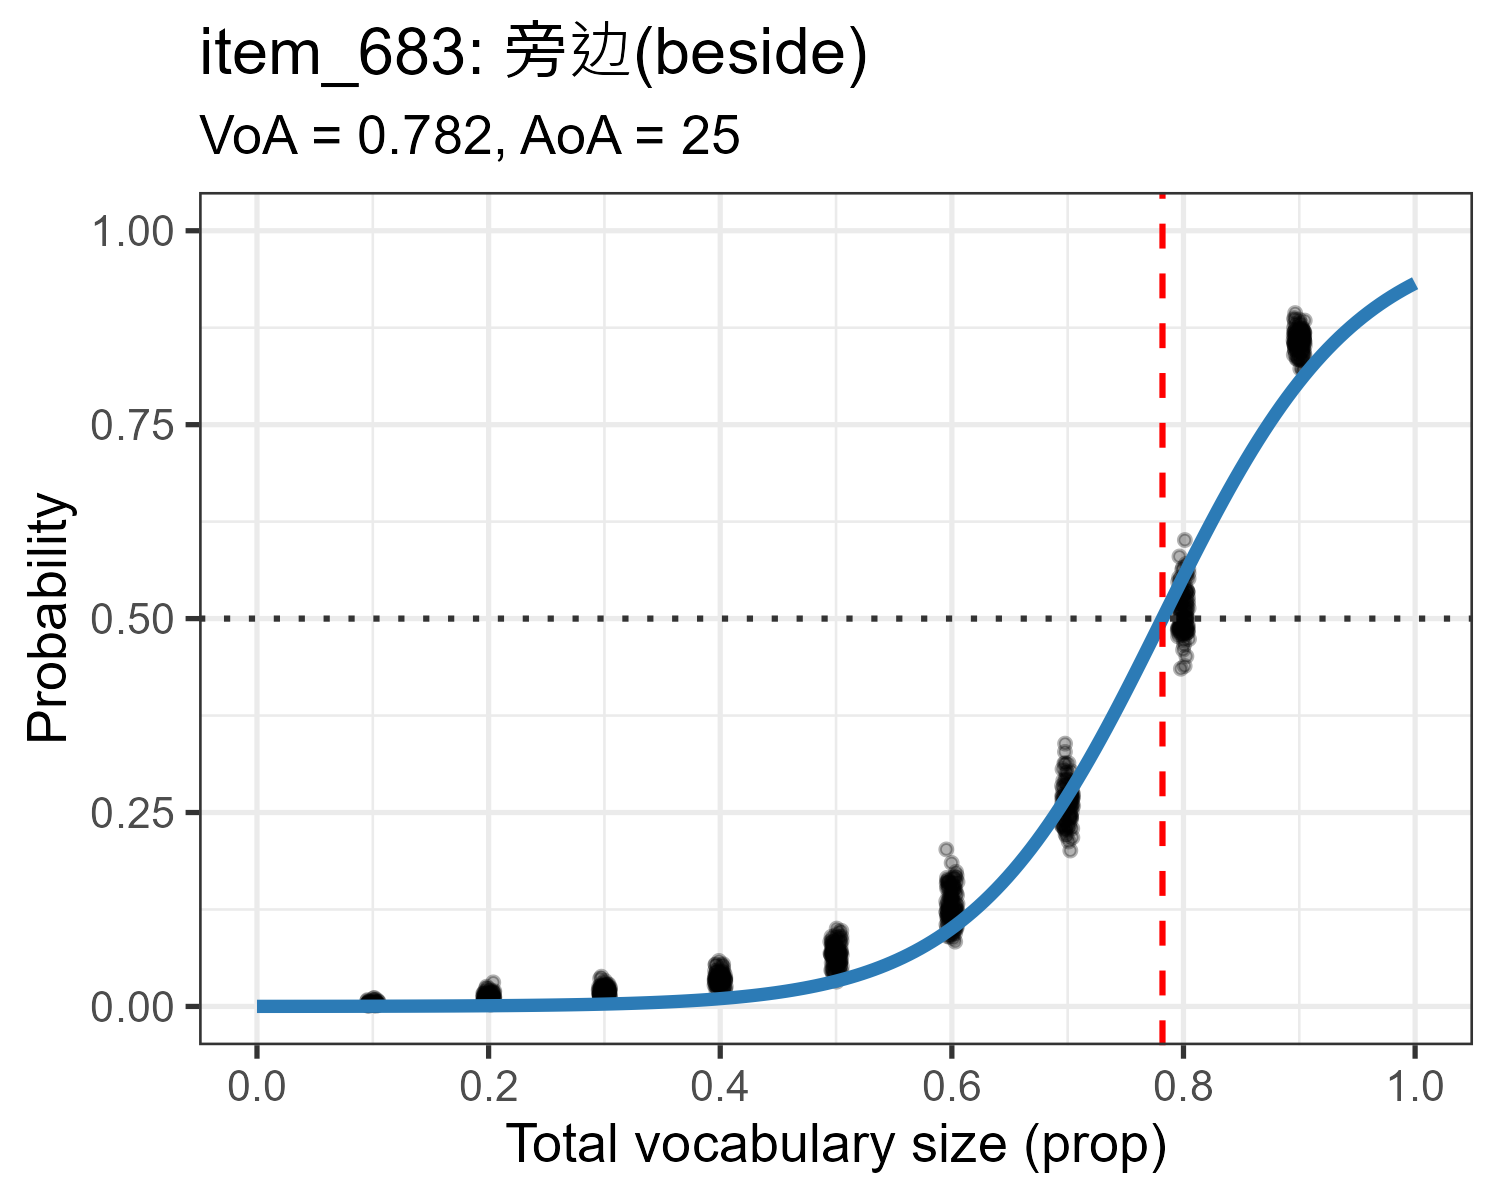 item_683: 旁边(beside)
VoA = 0.782, AoA = 25
1.00
0.75
0.50
0.25
0.00
Probability
0.0 0.2 0.4 0.6 0.8 1.0
Total vocabulary size (prop)